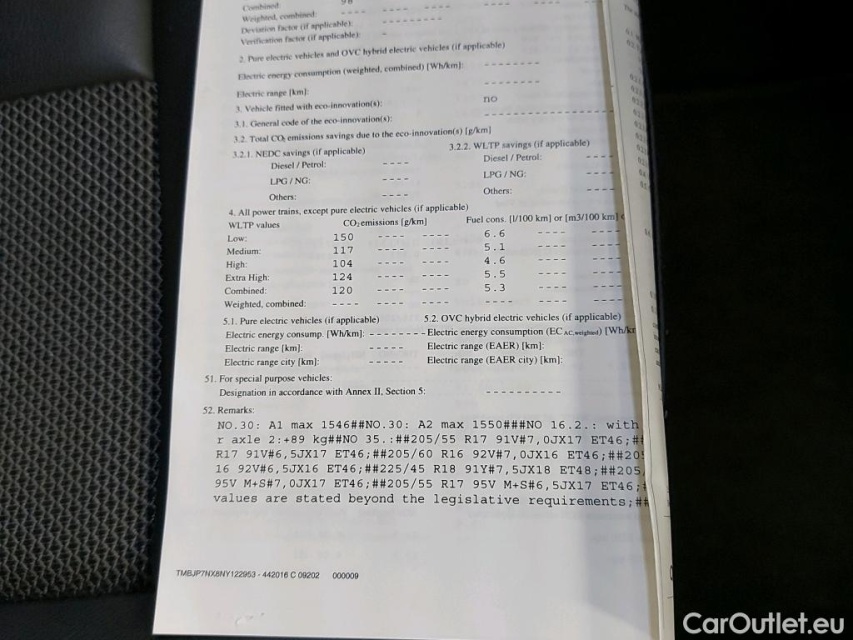 Combined: 98
Weighted, combined: ---- ----
Deviation factor (if applicable): --------
Verification factor (if applicable): -
2. Pure electric vehicles and OVC hybrid electric vehicles (if applicable)
Electric energy consumption (weighted, combined) [Wh/km]: --------
Electric range [km]: --------
3. Vehicle fitted with eco-innovation(s): no
3.1. General code of the eco-innovation(s):
3.2. Total CO2 emissions savings due to the eco-innovation(s) [g/km]
3.2.1. NEDC savings (if applicable) 3.2.2. WLTP savings (if applicable)
Diesel / Petrol: ---- Diesel / Petrol: ----
LPG / NG: ---- LPG / NG: ----
Others: ---- Others: ----
4. All power trains, except pure electric vehicles (if applicable)
WLTP values CO2 emissions [g/km] Fuel cons. [l/100 km] or [m3/100 km]
Low: 150 ---- ---- 6.6 ---- ----
Medium: 117 ---- ---- 5.1 ---- ----
High: 104 ---- ---- 4.6 ---- ----
Extra High: 124 ---- ---- 5.5 ---- ----
Combined: 120 ---- ---- 5.3 ---- ----
Weighted, combined: ---- ---- ---- ---- ---- ----
5.1. Pure electric vehicles (if applicable) 5.2. OVC hybrid electric vehicles (if applicable)
Electric energy consump. [Wh/km]: -------- Electric energy consumption (EC AC,weighted) [Wh/k
Electric range [km]: ----- Electric range (EAER) [km]:
Electric range city [km]: ----- Electric range (EAER city) [km]:
51. For special purpose vehicles:
Designation in accordance with Annex II, Section 5: ----------
52. Remarks:
NO.30: A1 max 1546##NO.30: A2 max 1550###NO 16.2.: with
r axle 2:+89 kg##NO 35.:##205/55 R17 91V#7,0JX17 ET46;#
R17 91V#6,5JX17 ET46;##205/60 R16 92V#7,0JX16 ET46;##20
16 92V#6,5JX16 ET46;##225/45 R18 91Y#7,5JX18 ET48;##205
95V M+S#7,0JX17 ET46;##205/55 R17 95V M+S#6,5JX17 ET46;
values are stated beyond the legislative requirements;##
TMBJP7NX8NY122953 - 442016 C 09202 000009
CarOutlet.eu